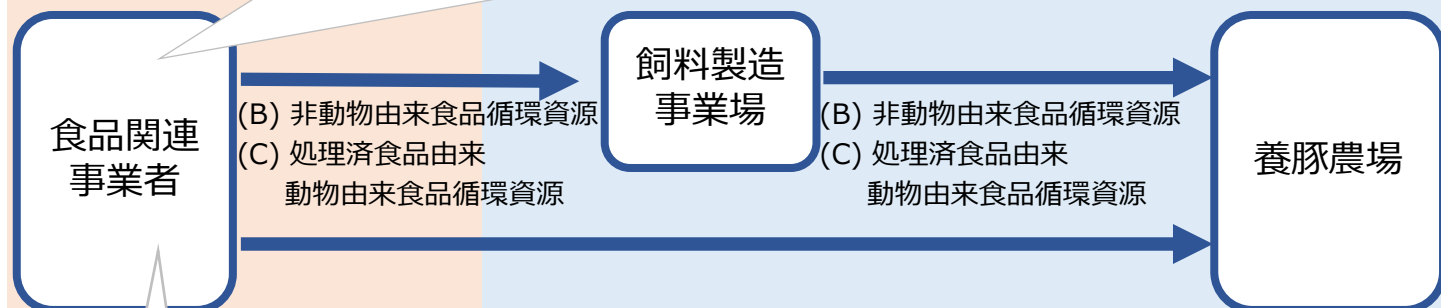 食品関連
事業者
(B) 非動物由来食品循環資源
(C) 処理済食品由来
動物由来食品循環資源
飼料製造
事業場
(B) 非動物由来食品循環資源
(C) 処理済食品由来
動物由来食品循環資源
養豚農場